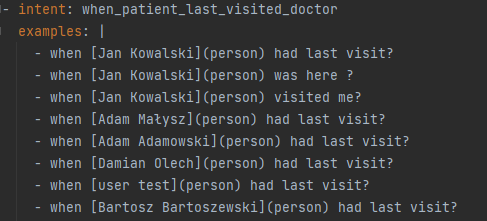 - intent: when_patient_last_visited_doctor
examples: |
- when [Jan Kowalski](person) had last visit?
- when [Jan Kowalski](person) was here ?
- when [Jan Kowalski](person) visited me?
- when [Adam Małysz](person) had last visit?
- when [Adam Adamowski](person) had last visit?
- when [Damian Olech](person) had last visit?
- when [user test](person) had last visit?
- when [Bartosz Bartoszewski](person) had last visit?